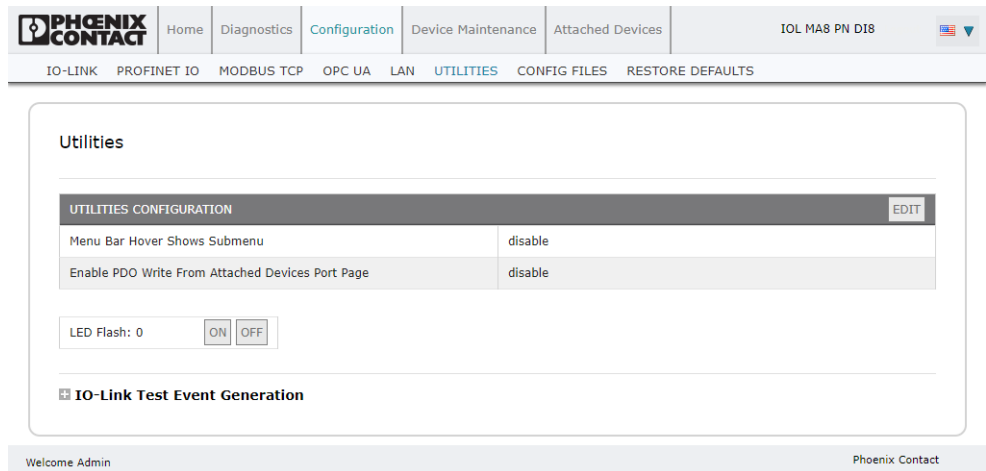 PHŒNIX CONTACT Home Diagnostics Configuration Device Maintenance Attached Devices IOL MA8 PN DI8
IO-LINK PROFINET IO MODBUS TCP OPC UA LAN UTILITIES CONFIG FILES RESTORE DEFAULTS
Utilities
UTILITIES CONFIGURATION EDIT
Menu Bar Hover Shows Submenu disable
Enable PDO Write From Attached Devices Port Page disable
LED Flash: 0 ON OFF
IO-Link Test Event Generation
Welcome Admin Phoenix Contact